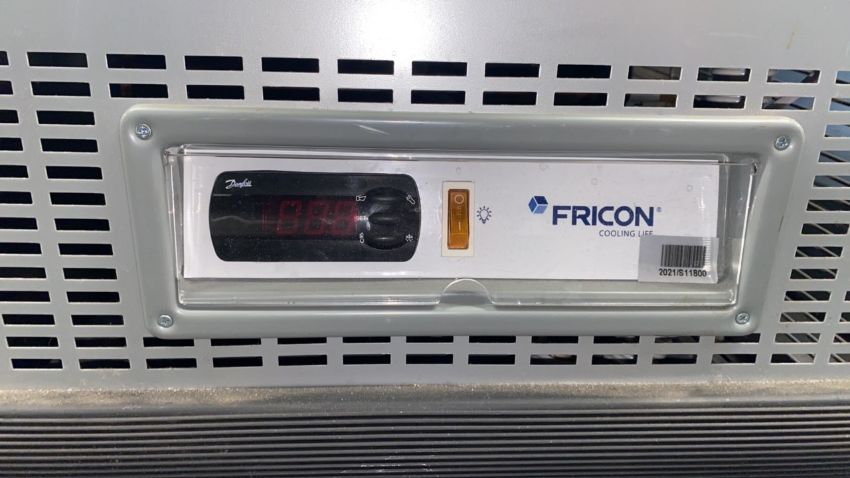 Danfoss
888
FRICON®
COOLING LIFE
2021/S11800